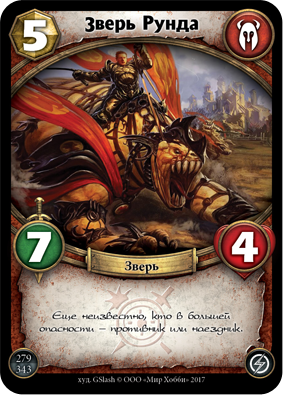 5
Зверь Рунда
7
Зверь
4
Еще неизвестно, кто в большей
опасности – противник или наездник.
279
343
худ. GSlash © ООО «Мир Хобби» 2017